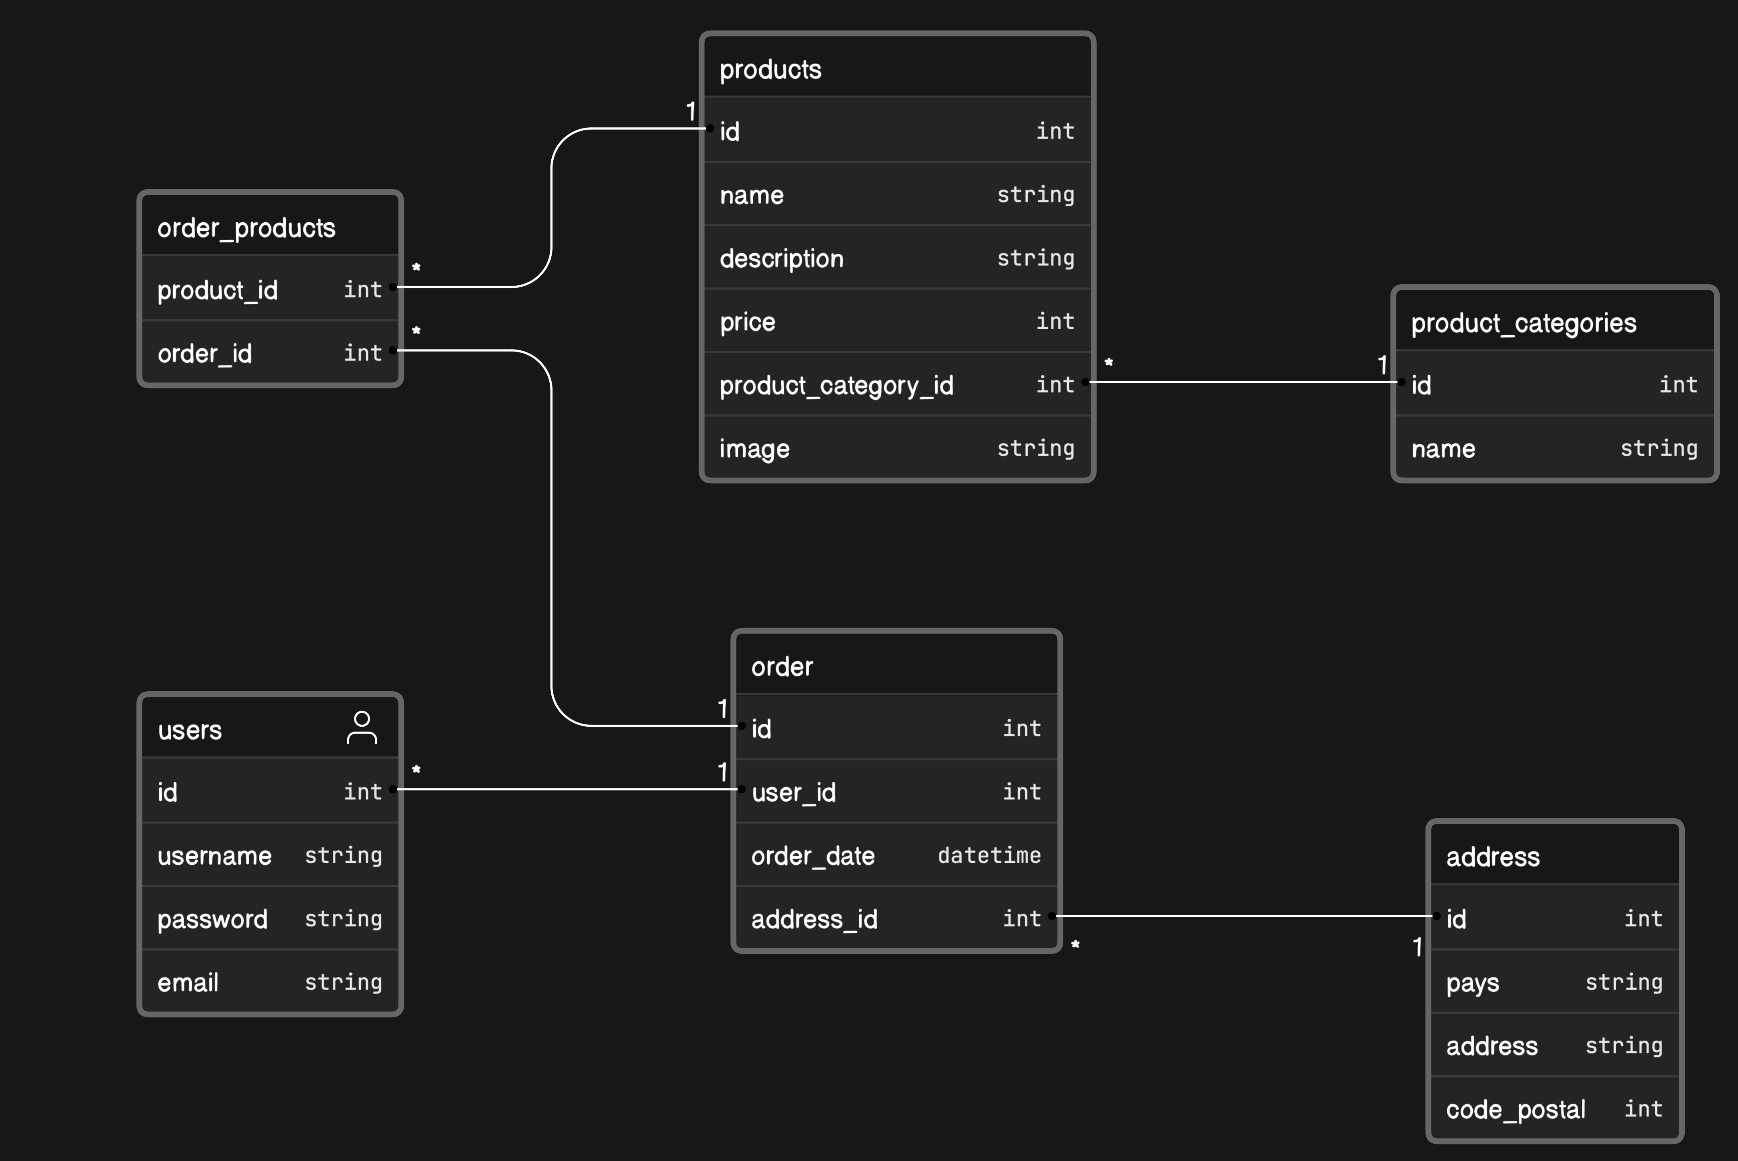 products
1
id int
name string
description string
price int
product_category_id int
image string
order_products
*
product_id int
*
order_id int
*
1
product_categories
id int
name string
order
1
id int
1
user_id int
order_date datetime
address_id int
*
users
*
id int
username string
password string
email string
address
id int
1
pays string
address string
code_postal int